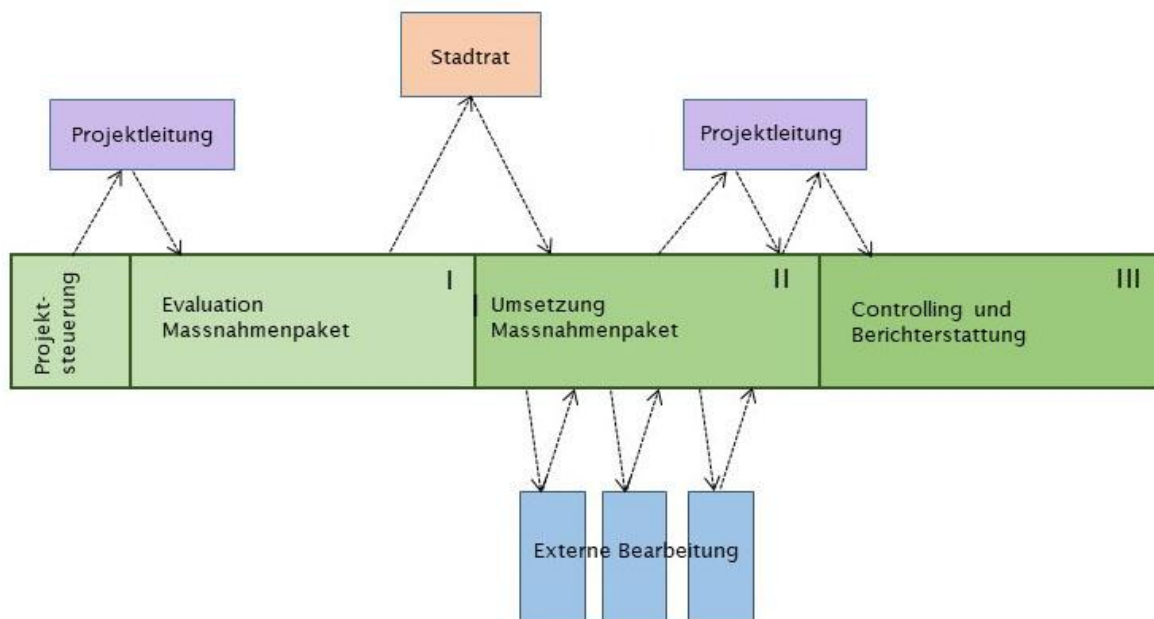 Stadtrat
Projektleitung
Projektleitung
Projekt-
steuerung
I
Evaluation
Massnahmenpaket
II
Umsetzung
Massnahmenpaket
III
Controlling und
Berichterstattung
Externe Bearbeitung